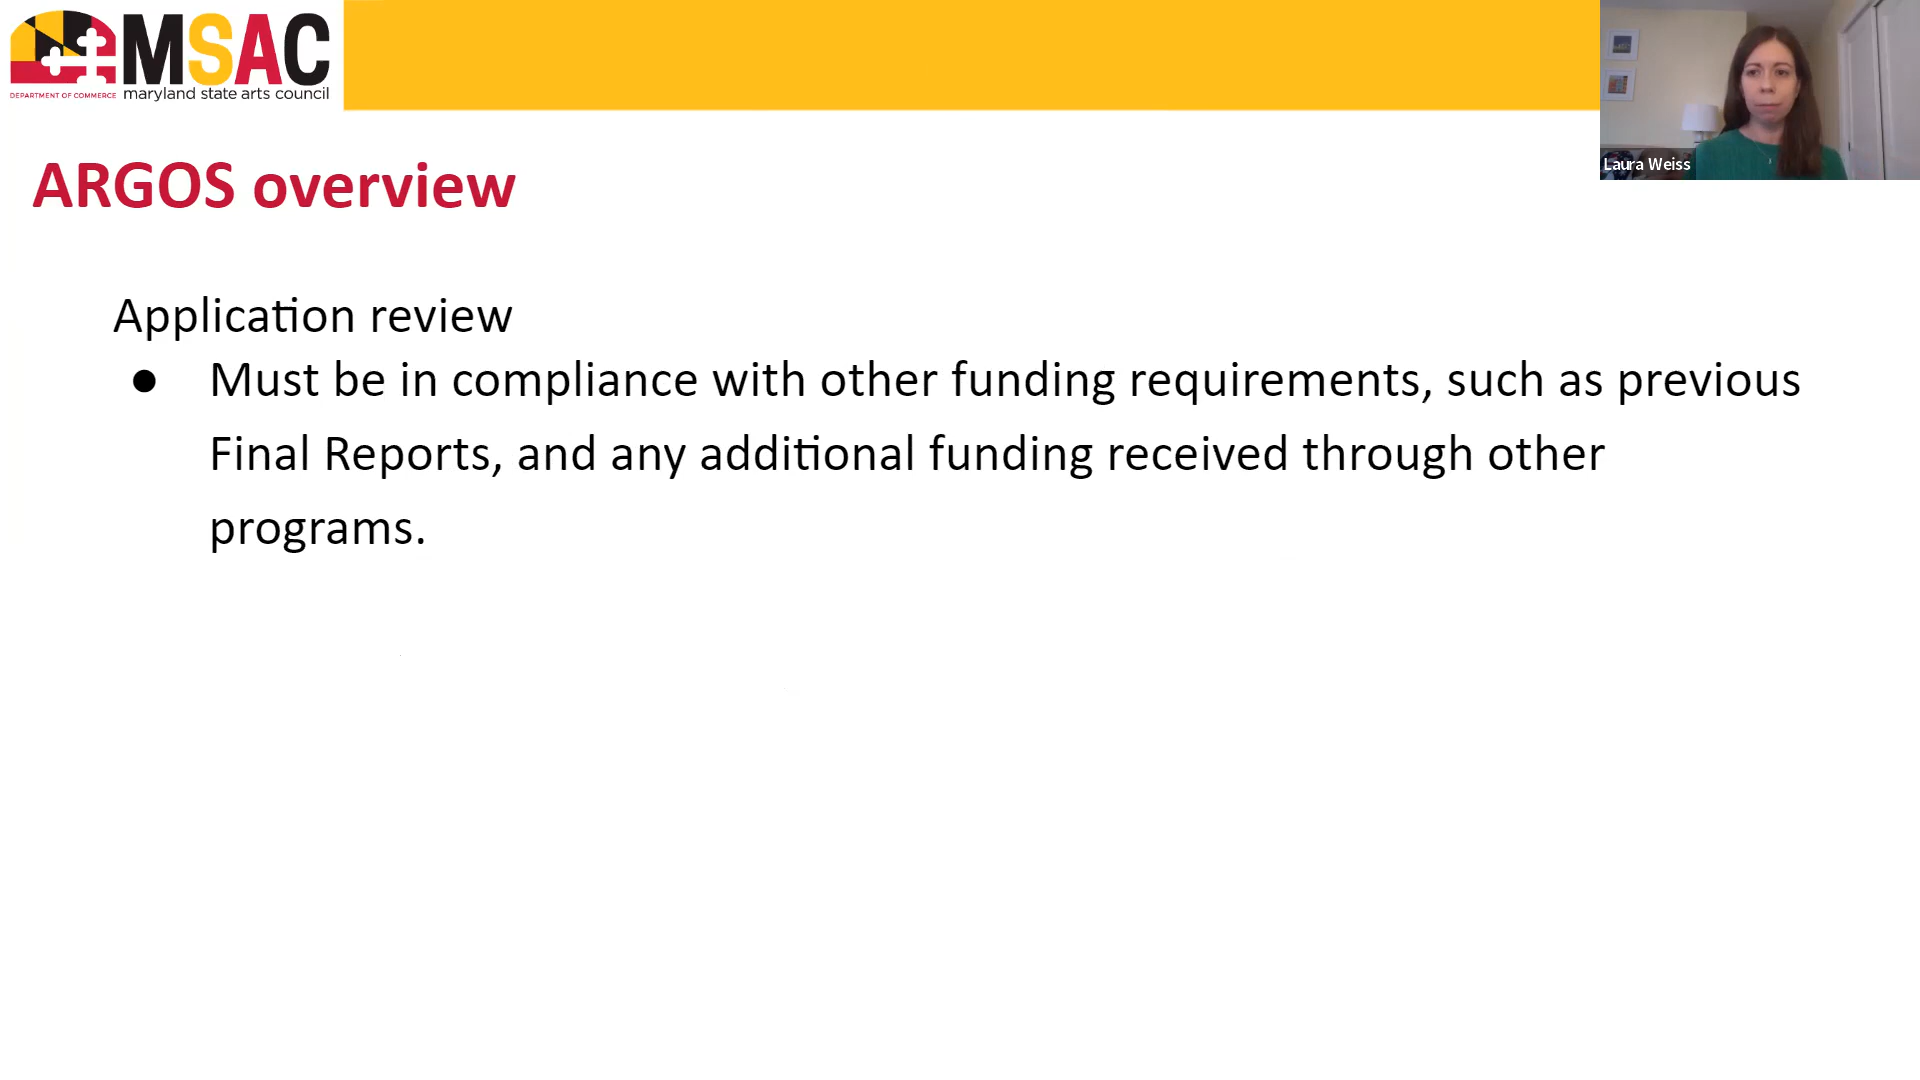 MSAC
DEPARTMENT OF COMMERCE maryland state arts council
Laura Weiss
ARGOS overview
Application review
● Must be in compliance with other funding requirements, such as previous
Final Reports, and any additional funding received through other
programs.